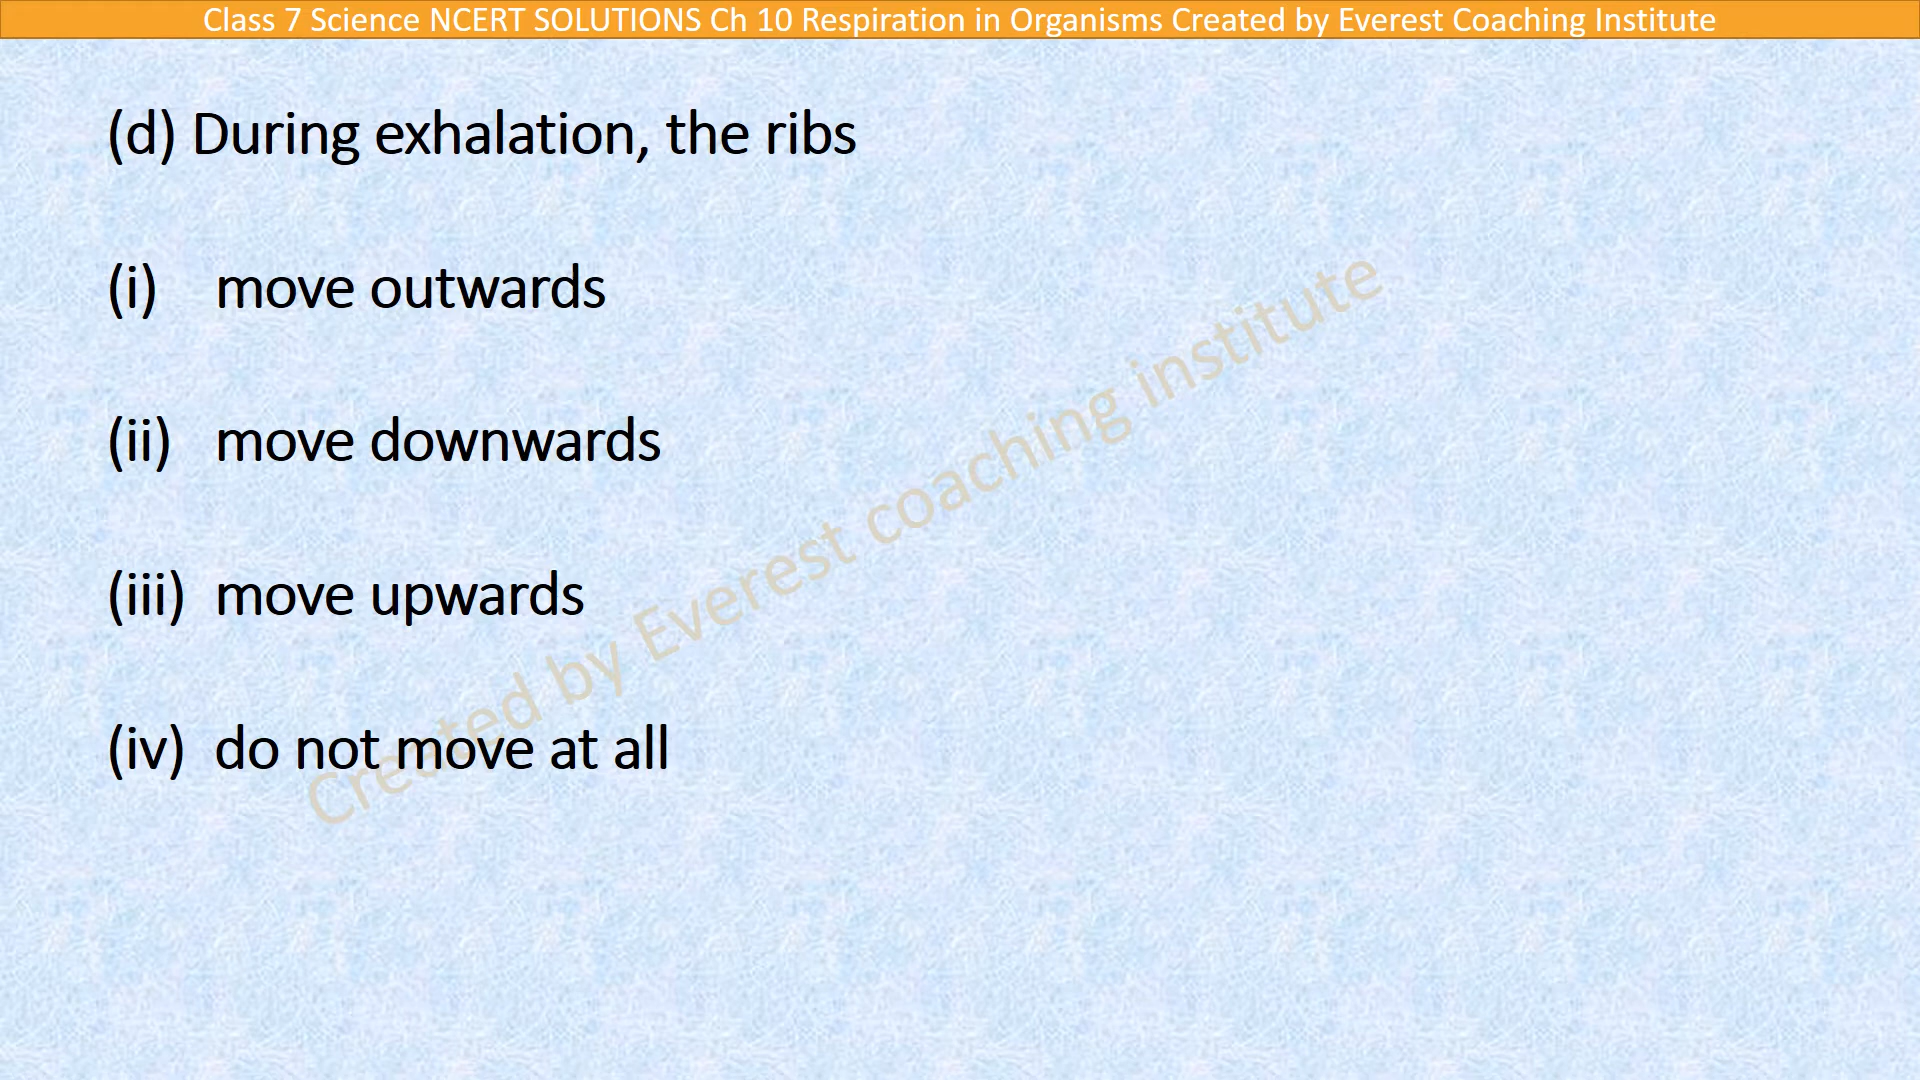 Class 7 Science NCERT SOLUTIONS Ch 10 Respiration in Organisms Created by Everest Coaching Institute
(d) During exhalation, the ribs
(i) move outwards
(ii) move downwards
(iii) move upwards
(iv) do not move at all
Created by Everest coaching institute